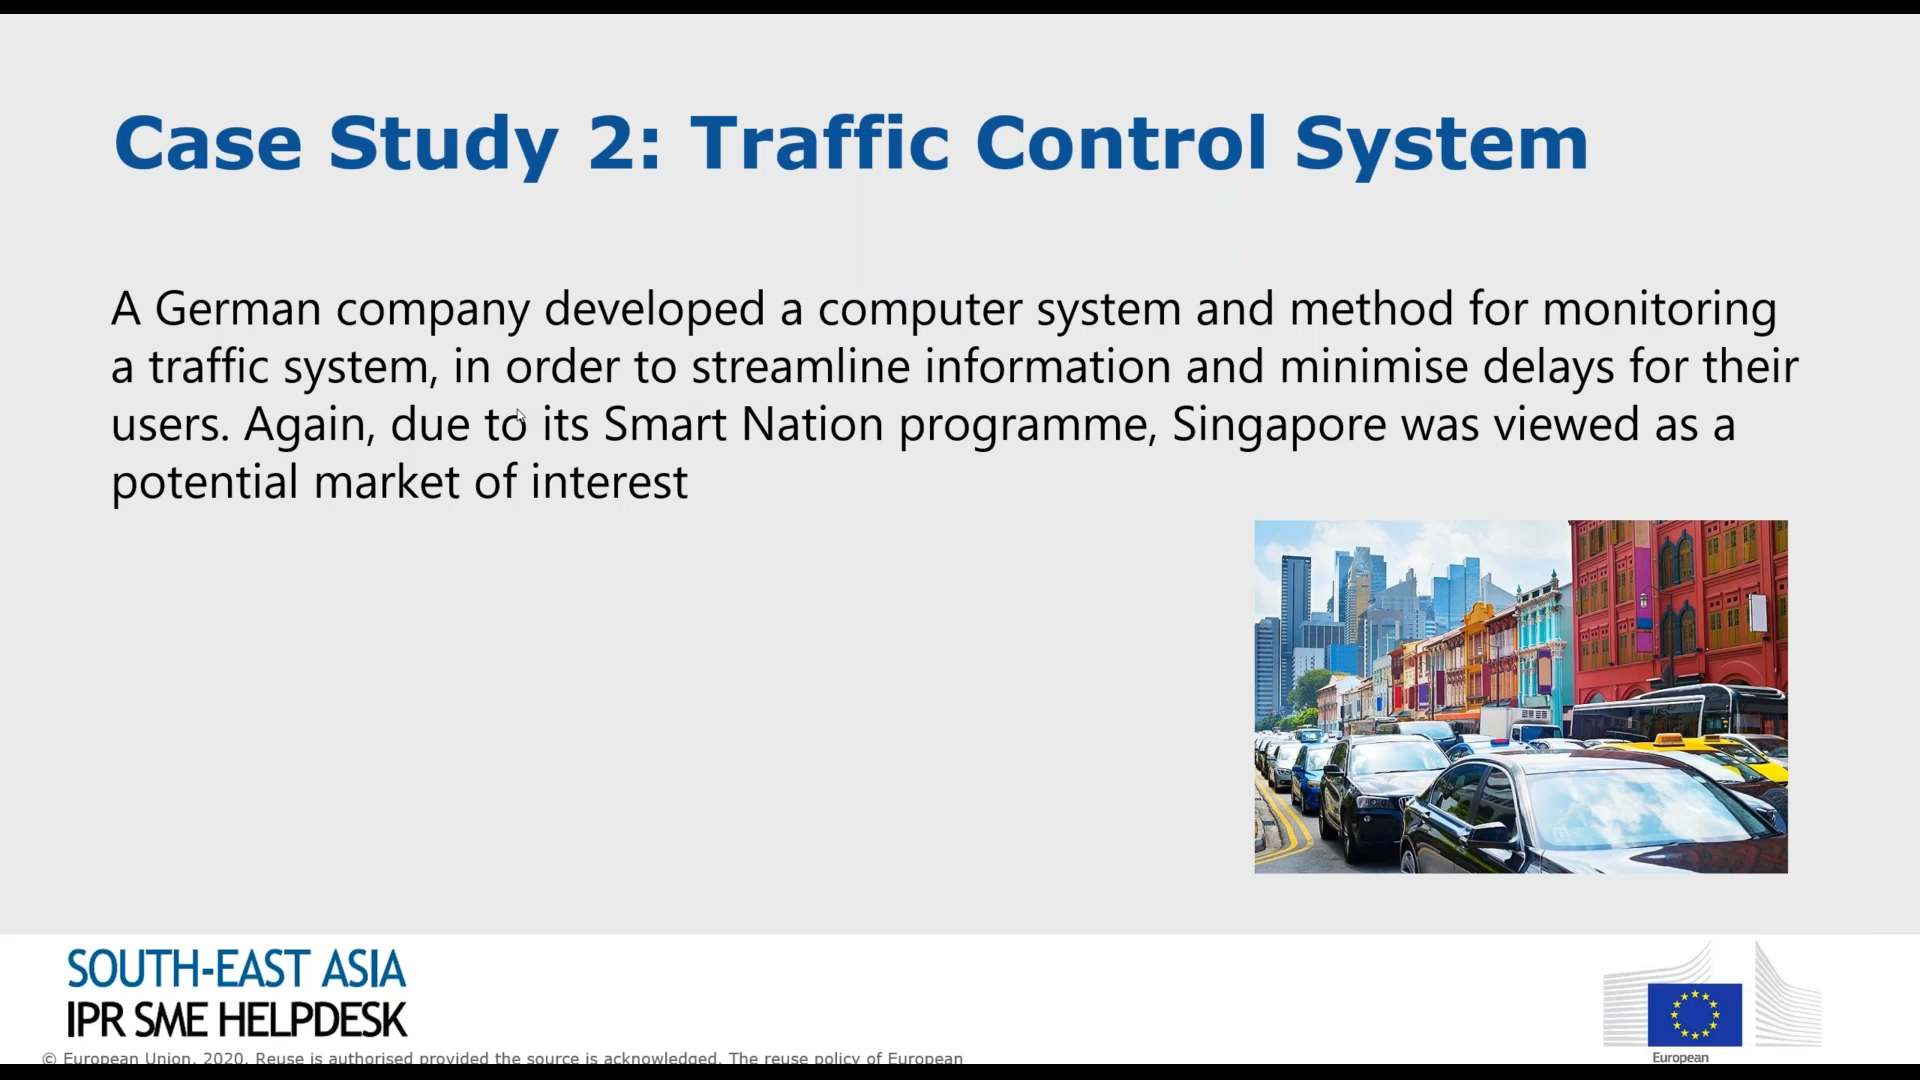 Case Study 2: Traffic Control System
A German company developed a computer system and method for monitoring
a traffic system, in order to streamline information and minimise delays for their
users. Again, due to its Smart Nation programme, Singapore was viewed as a
potential market of interest
SOUTH-EAST ASIA
IPR SME HELPDESK
© European Union, 2020. Reuse is authorised provided the source is acknowledged. The reuse policy of European
European